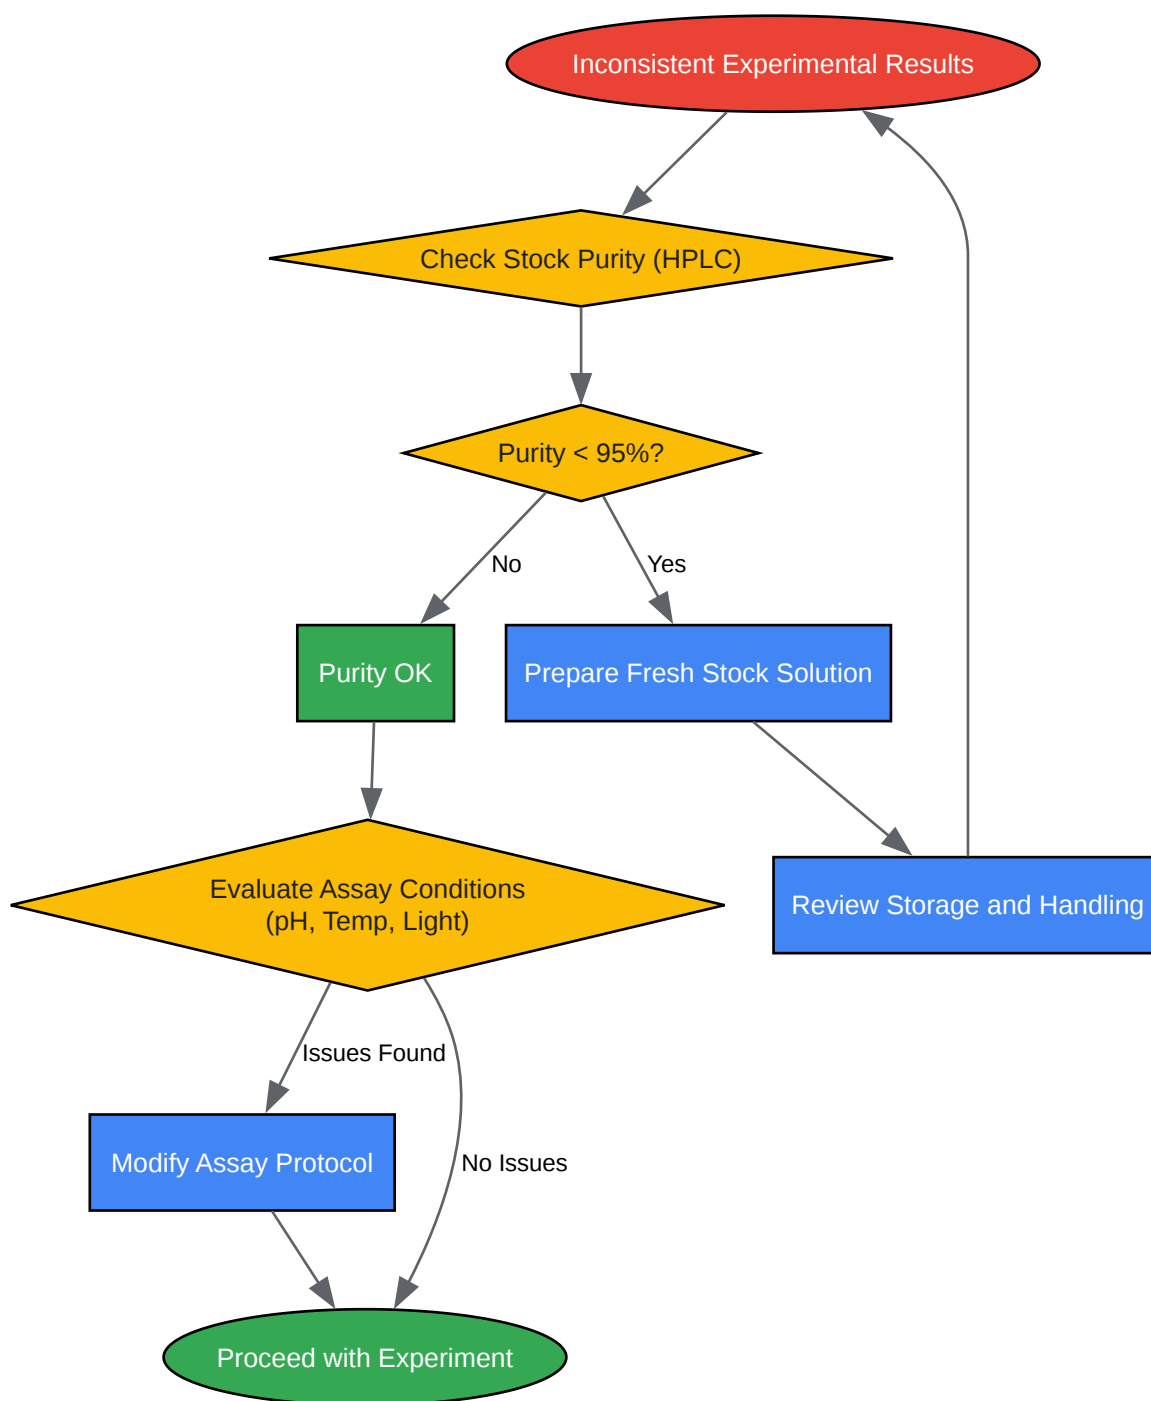 Inconsistent Experimental Results
Check Stock Purity (HPLC)
Purity < 95%?
No
Yes
Purity OK
Prepare Fresh Stock Solution
Evaluate Assay Conditions
(pH, Temp, Light)
Review Storage and Handling
Issues Found
Modify Assay Protocol
No Issues
Proceed with Experiment